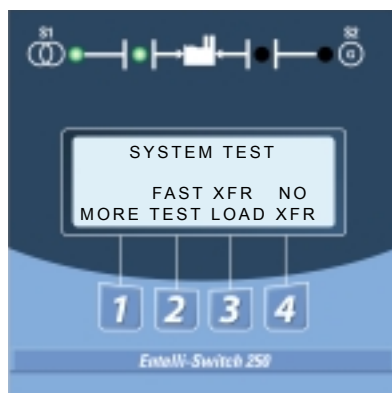 S1 S2
G
SYSTEM TEST
FAST XFR NO
MORE TEST LOAD XFR
1 2 3 4
Entelli-Switch 250